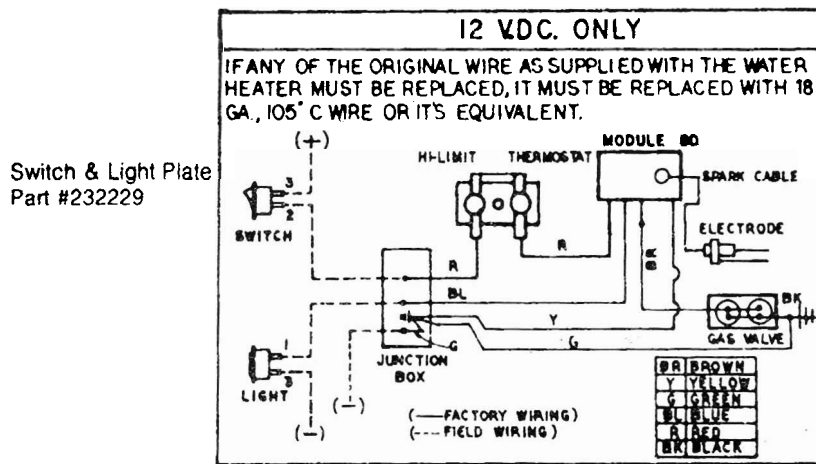 12 V.DC. ONLY
IF ANY OF THE ORIGINAL WIRE AS SUPPLIED WITH THE WATER
HEATER MUST BE REPLACED, IT MUST BE REPLACED WITH 18
GA., 105° C WIRE OR IT'S EQUIVALENT.
Switch & Light Plate
Part #232229
(+)
HI-LIMIT
THERMOSTAT
MODULE BD.
SPARK CABLE
3
2
SWITCH
ELECTRODE
R
R
BL
Y
G
G
BK
GAS VALVE
JUNCTION
BOX
1
3
LIGHT
(-)
(-)
(—FACTORY WIRING)
(---FIELD WIRING)
BR BROWN
Y YELLOW
G GREEN
BL BLUE
R RED
BK BLACK